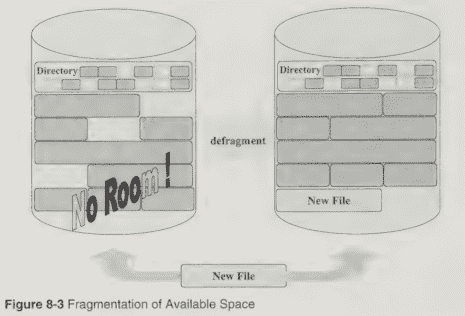 Directory
Directory
defragment
No Room !
New File
New File
Figure 8-3 Fragmentation of Available Space